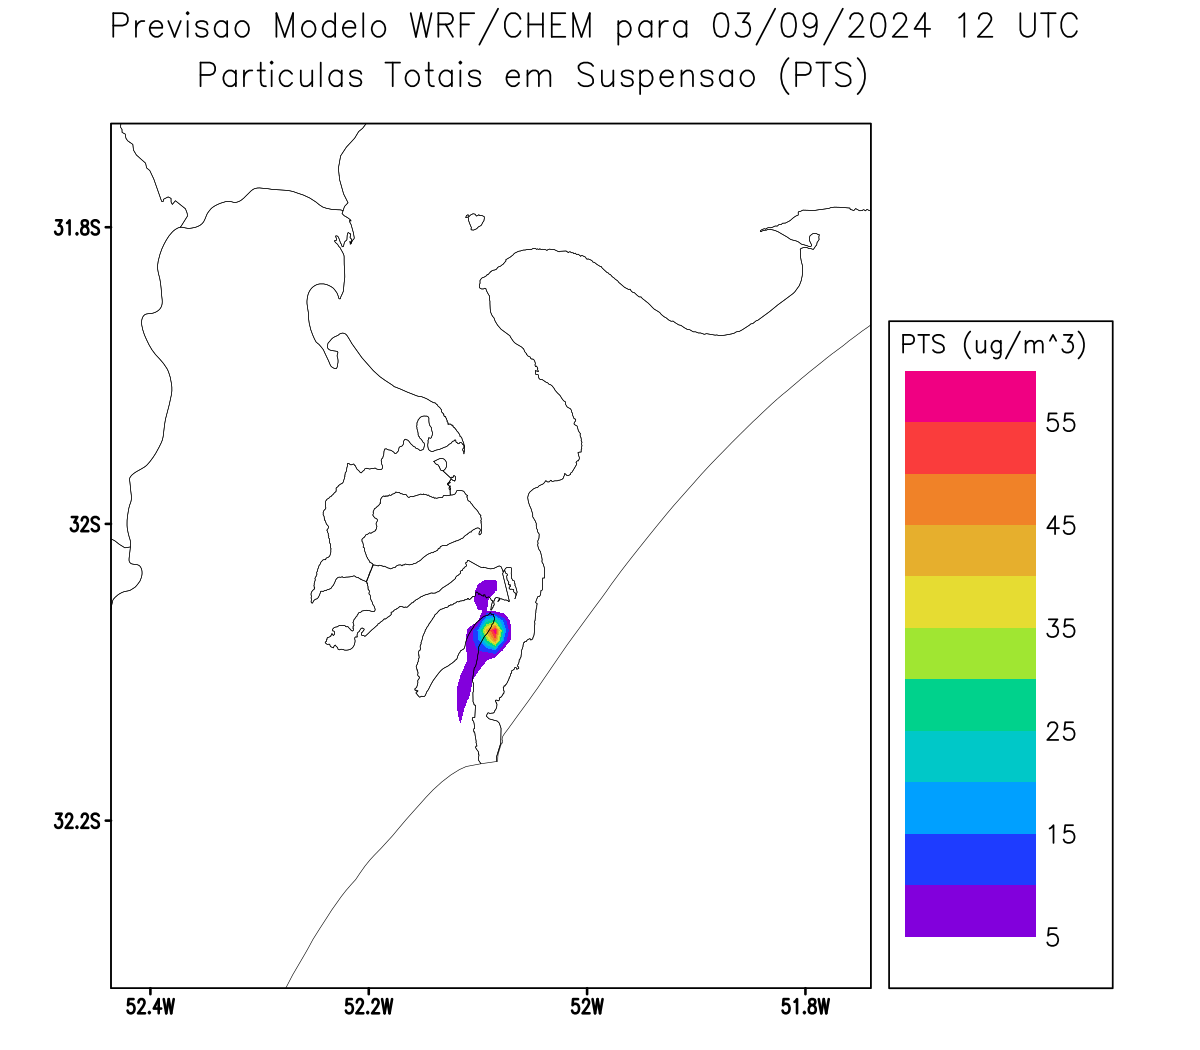 Previsao Modelo WRF/CHEM para 03/09/2024 12 UTC
Particulas Totais em Suspensao (PTS)
31.8S
32S
32.2S
52.4W
52.2W
52W
51.8W
PTS (ug/m^3)
55
45
35
25
15
5